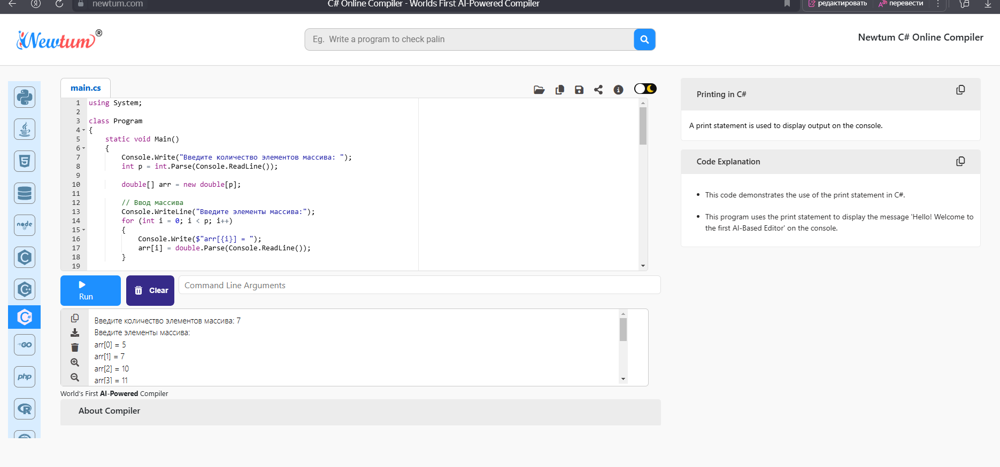 newtum.com
C# Online Compiler - Worlds First AI-Powered Compiler
редактировать
перевести
Newtum®
Eg. Write a program to check palin
Newtum C# Online Compiler
main.cs
1 using System;
2
3 class Program
4 {
5 static void Main()
6 {
7 Console.Write("Введите количество элементов массива: ");
8 int p = int.Parse(Console.ReadLine());
9
10 double[] arr = new double[p];
11
12 // Ввод массива
13 Console.WriteLine("Введите элементы массива:");
14 for (int i = 0; i < p; i++)
15 {
16 Console.Write($"arr[{i}] = ");
17 arr[i] = double.Parse(Console.ReadLine());
18 }
19
Run
Clear
Command Line Arguments
Введите количество элементов массива: 7
Введите элементы массива:
arr[0] = 5
arr[1] = 7
arr[2] = 10
arr[3] = 11
World's First AI-Powered Compiler
About Compiler
Printing in C#
A print statement is used to display output on the console.
Code Explanation
This code demonstrates the use of the print statement in C#.
This program uses the print statement to display the message 'Hello! Welcome to
the first AI-Based Editor' on the console.
node
C
C++
C#
GO
php
R